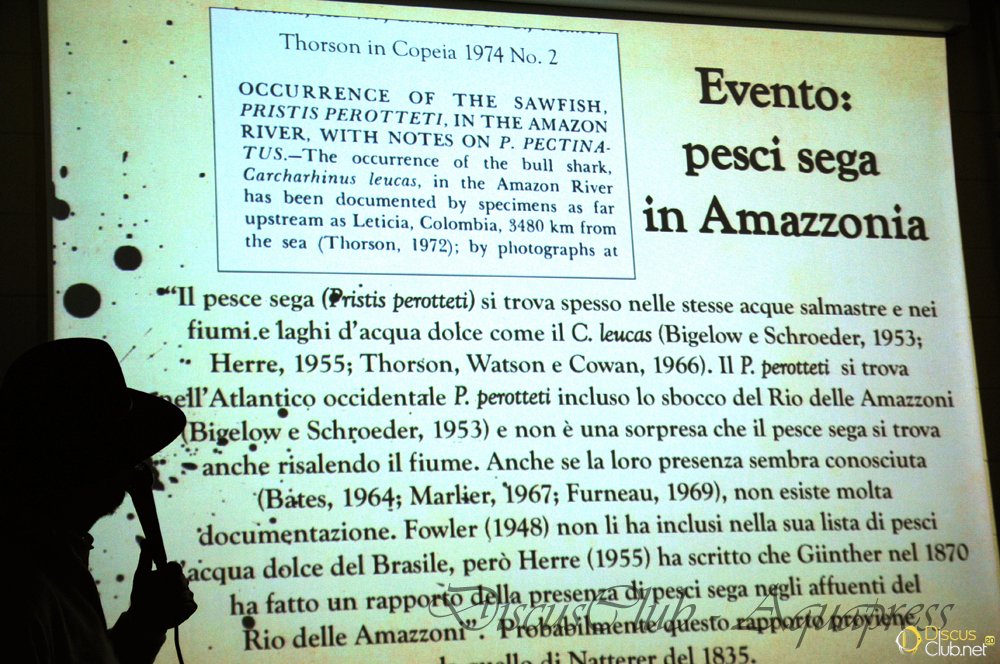 Thorson in Copeia 1974 No. 2
OCCURRENCE OF THE SAWFISH,
PRISTIS PEROTTETI, IN THE AMAZON
RIVER, WITH NOTES ON P. PECTINA-
TUS.—The occurrence of the bull shark,
Carcharhinus leucas, in the Amazon River
has been documented by specimens as far
upstream as Leticia, Colombia, 3480 km from
the sea (Thorson, 1972); by photographs at
Evento:
pesci sega
in Amazzonia
"Il pesce sega (Pristis perotteti) si trova spesso nelle stesse acque salmastre e nei
fiumi e laghi d'acqua dolce come il C. leucas (Bigelow e Schroeder, 1953;
Herre, 1955; Thorson, Watson e Cowan, 1966). Il P. perotteti si trova
nell'Atlantico occidentale P. perotteti incluso lo sbocco del Rio delle Amazzoni
(Bigelow e Schroeder, 1953) e non è una sorpresa che il pesce sega si trova
anche risalendo il fiume. Anche se la loro presenza sembra conosciuta
(Bates, 1964; Marlier, 1967; Furneau, 1969), non esiste molta
documentazione. Fowler (1948) non li ha inclusi nella sua lista di pesci
d'acqua dolce del Brasile, però Herre (1955) ha scritto che Günther nel 1870
ha fatto un rapporto della presenza di pesci sega negli affuenti del
Rio delle Amazzoni". Probabilmente questo rapporto proviene
quello di Natterer del 1835.
DiscusClub - Aquapress
Discus
Club.net